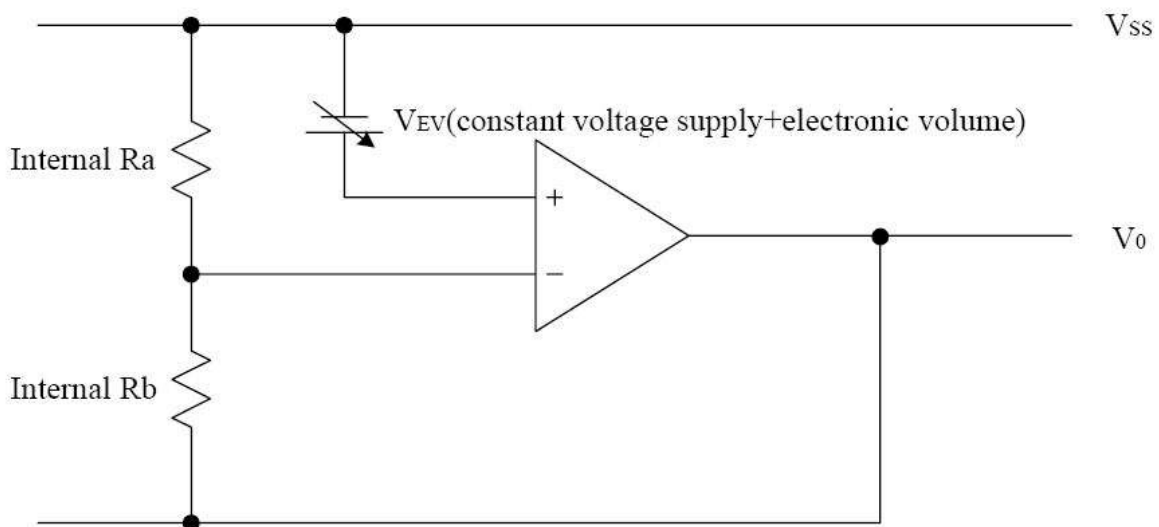 VSS
VEV(constant voltage supply+electronic volume)
Internal Ra
+
V0
−
Internal Rb